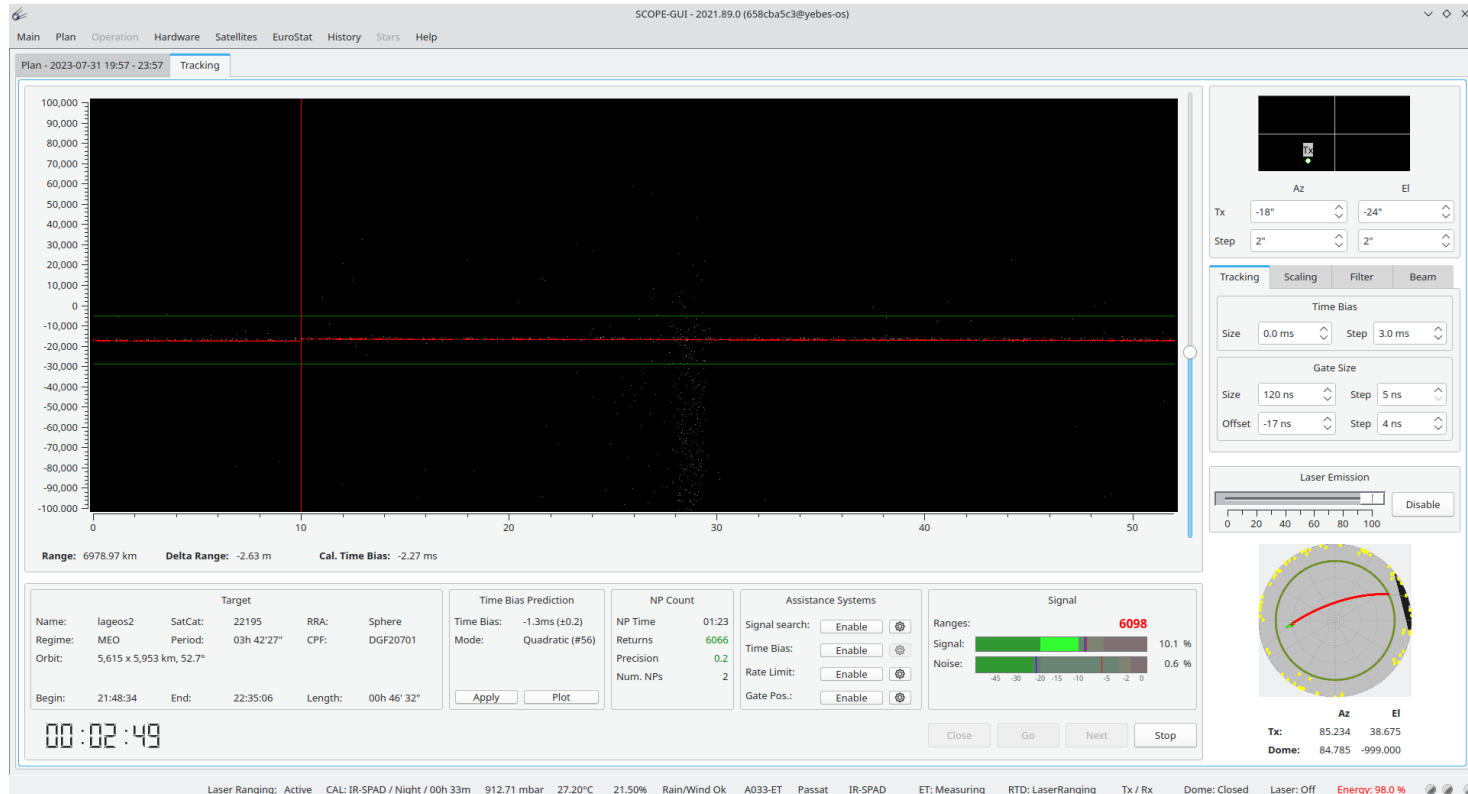 SCOPE-GUI - 2021.89.0 (658cba5c3@yebes-os)
Main Plan Operation Hardware Satellites EuroStat History Stars Help
Plan - 2023-07-31 19:57 - 23:57 Tracking
100,000
90,000
80,000
70,000
60,000
50,000
40,000
30,000
20,000
10,000
0
-10,000
-20,000
-30,000
-40,000
-50,000
-60,000
-70,000
-80,000
-90,000
-100.000
0 10 20 30 40 50
Range: 6978.97 km Delta Range: -2.63 m Cal. Time Bias: -2.27 ms
Tx
Az El
Tx -18" -24"
Step 2" 2"
Tracking Scaling Filter Beam
Time Bias
Size 0.0 ms Step 3.0 ms
Gate Size
Size 120 ns Step 5 ns
Offset -17 ns Step 4 ns
Laser Emission
Disable
0 20 40 60 80 100
Target
Name: lageos2 SatCat: 22195 RRA: Sphere
Regime: MEO Period: 03h 42'27" CPF: DGF20701
Orbit: 5,615 x 5,953 km, 52.7°
Begin: 21:48:34 End: 22:35:06 Length: 00h 46' 32"
Time Bias Prediction
Time Bias: -1.3ms (±0.2)
Mode: Quadratic (#56)
Apply Plot
NP Count
NP Time 01:23
Returns 6066
Precision 0.2
Num. NPs 2
Assistance Systems
Signal search: Enable
Time Bias: Enable
Rate Limit: Enable
Gate Pos.: Enable
Signal
Ranges: 6098
Signal: 10.1 %
Noise: 0.6 %
-45 -30 -20 -15 -10 -5 -2 0
00:02:49
Close Go Next Stop
Az El
Tx: 85.234 38.675
Dome: 84.785 -999.000
Laser Ranging: Active CAL: IR-SPAD / Night / 00h 33m 912.71 mbar 27.20°C 21.50% Rain/Wind Ok A033-ET Passat IR-SPAD ET: Measuring RTD: LaserRanging Tx / Rx Dome: Closed Laser: Off Energy: 98.0 %